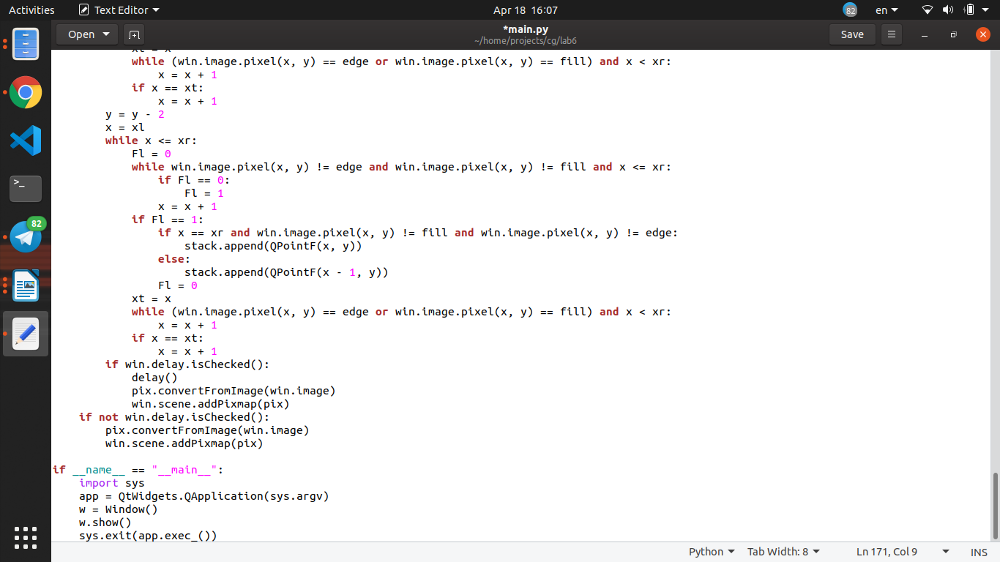 Activities Text Editor Apr 18 16:07 82 en
Open *main.py Save
~/home/projects/cg/lab6
xt = x
while (win.image.pixel(x, y) == edge or win.image.pixel(x, y) == fill) and x < xr:
x = x + 1
if x == xt:
x = x + 1
y = y - 2
x = xl
while x <= xr:
Fl = 0
while win.image.pixel(x, y) != edge and win.image.pixel(x, y) != fill and x <= xr:
if Fl == 0:
Fl = 1
x = x + 1
if Fl == 1:
if x == xr and win.image.pixel(x, y) != fill and win.image.pixel(x, y) != edge:
stack.append(QPointF(x, y))
else:
stack.append(QPointF(x - 1, y))
Fl = 0
xt = x
while (win.image.pixel(x, y) == edge or win.image.pixel(x, y) == fill) and x < xr:
x = x + 1
if x == xt:
x = x + 1
if win.delay.isChecked():
delay()
pix.convertFromImage(win.image)
win.scene.addPixmap(pix)
if not win.delay.isChecked():
pix.convertFromImage(win.image)
win.scene.addPixmap(pix)
if __name__ == "__main__":
import sys
app = QtWidgets.QApplication(sys.argv)
w = Window()
w.show()
sys.exit(app.exec_())
Python Tab Width: 8 Ln 171, Col 9 INS
>_
82